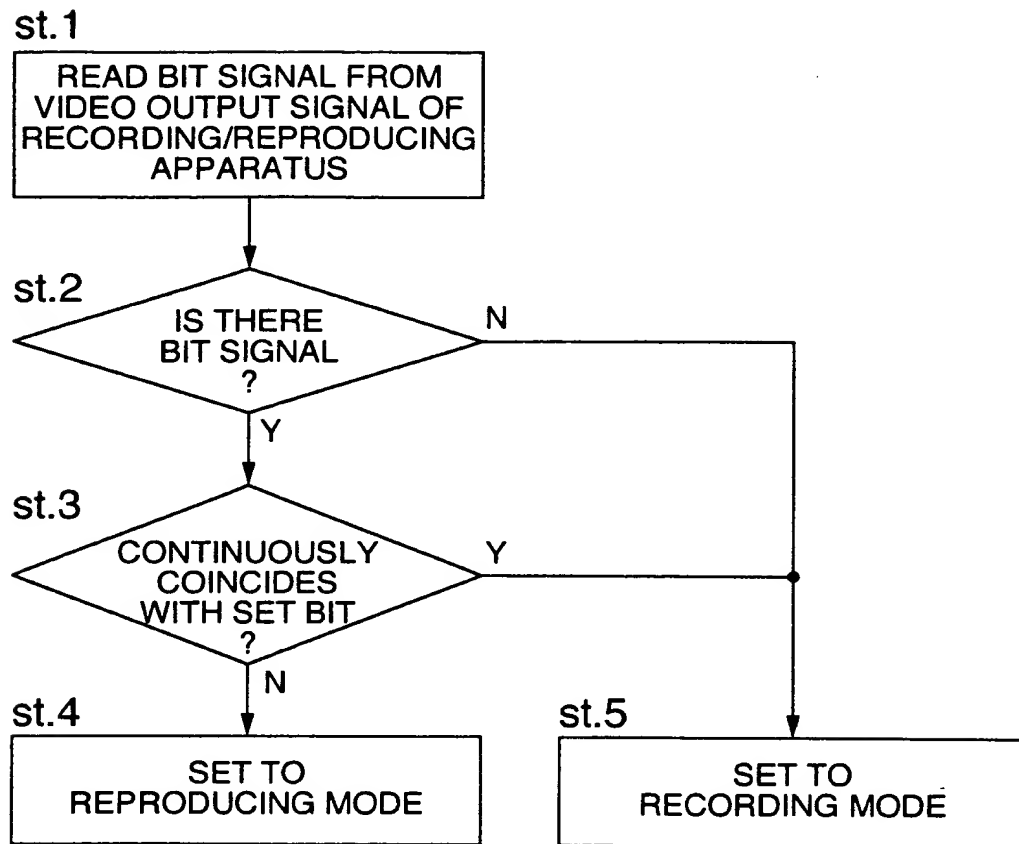 st.1
READ BIT SIGNAL FROM
VIDEO OUTPUT SIGNAL OF
RECORDING/REPRODUCING
APPARATUS
st.2
IS THERE
BIT SIGNAL
?
N
Y
st.3
CONTINUOUSLY
COINCIDES
WITH SET BIT
?
Y
N
st.4
SET TO
REPRODUCING MODE
st.5
SET TO
RECORDING MODE